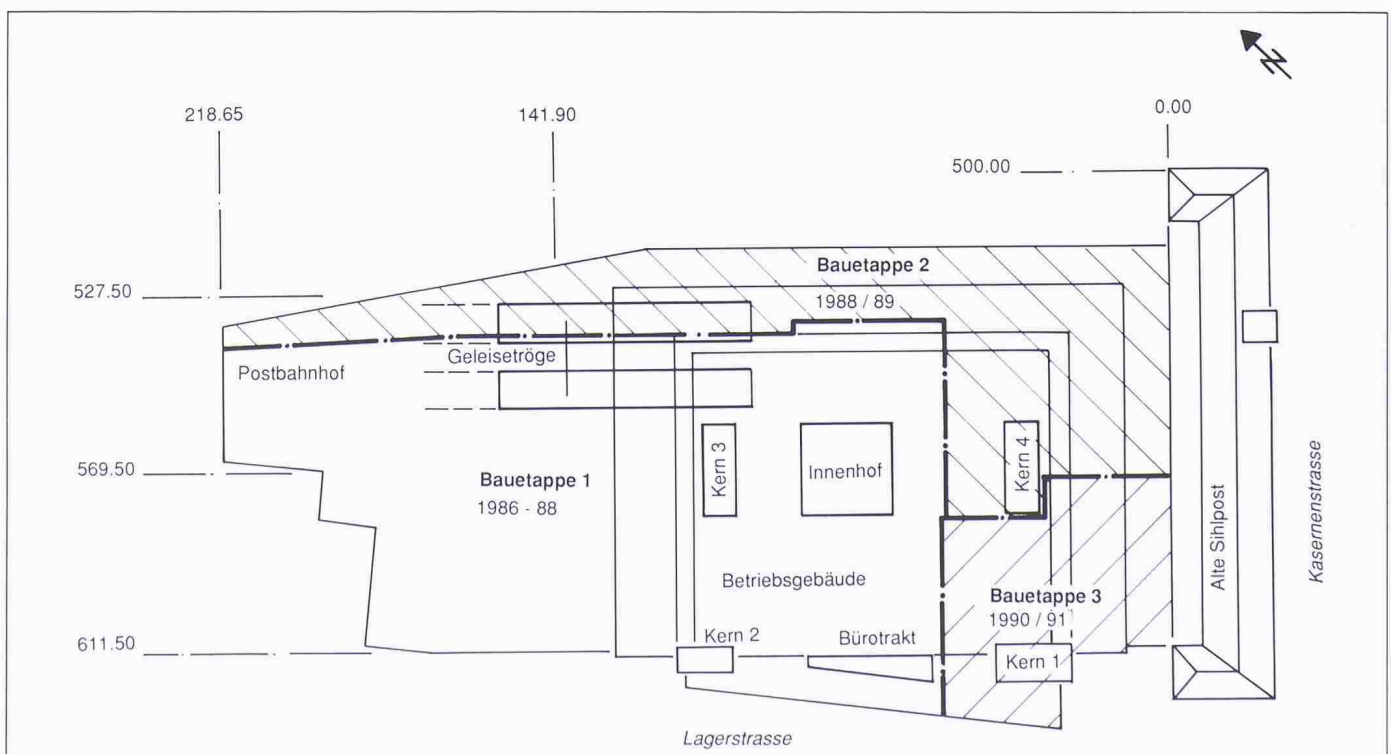 N
218.65
141.90
0.00
500.00
527.50
Bauetappe 2
1988 / 89
Geleisetröge
Postbahnhof
569.50
Bauetappe 1
1986 - 88
Kern 3
Innenhof
Kern 4
Alte Sihlpost
Kasernenstrasse
Betriebsgebäude
Bauetappe 3
1990 / 91
611.50
Kern 2
Bürotrakt
Kern 1
Lagerstrasse